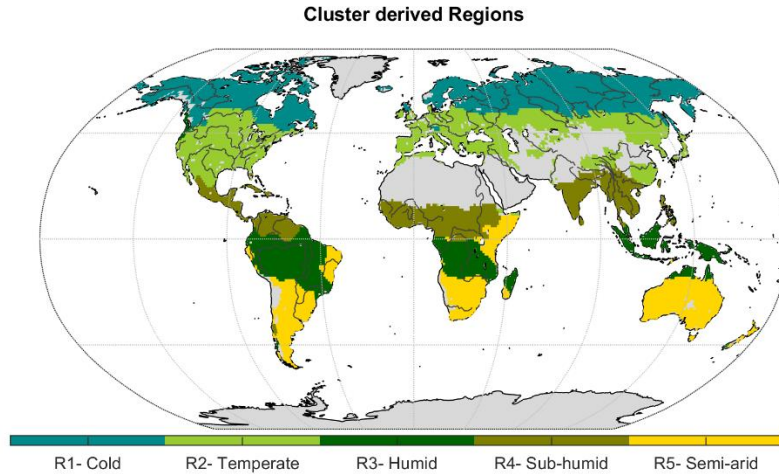 Cluster derived Regions
R1- Cold
R2- Temperate
R3- Humid
R4- Sub-humid
R5- Semi-arid